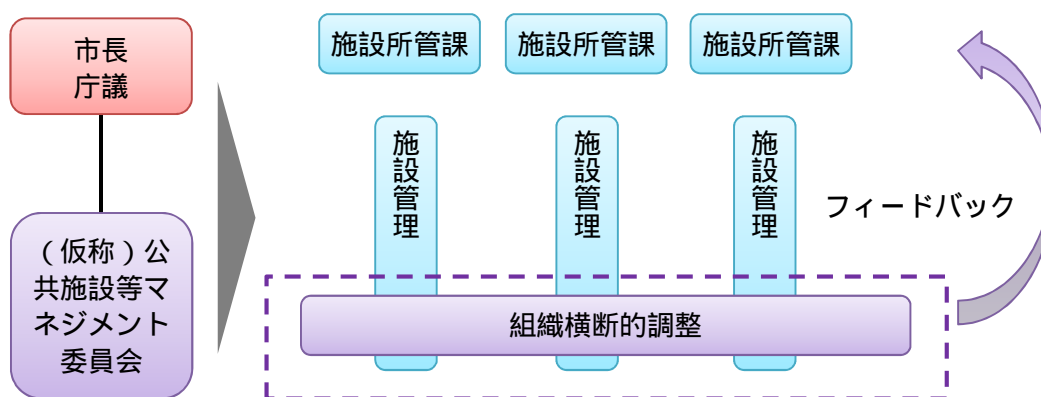 市長
庁議
（仮称）公
共施設等マ
ネジメント
委員会
施設所管課
施設所管課
施設所管課
施設管理
施設管理
施設管理
フィードバック
組織横断的調整